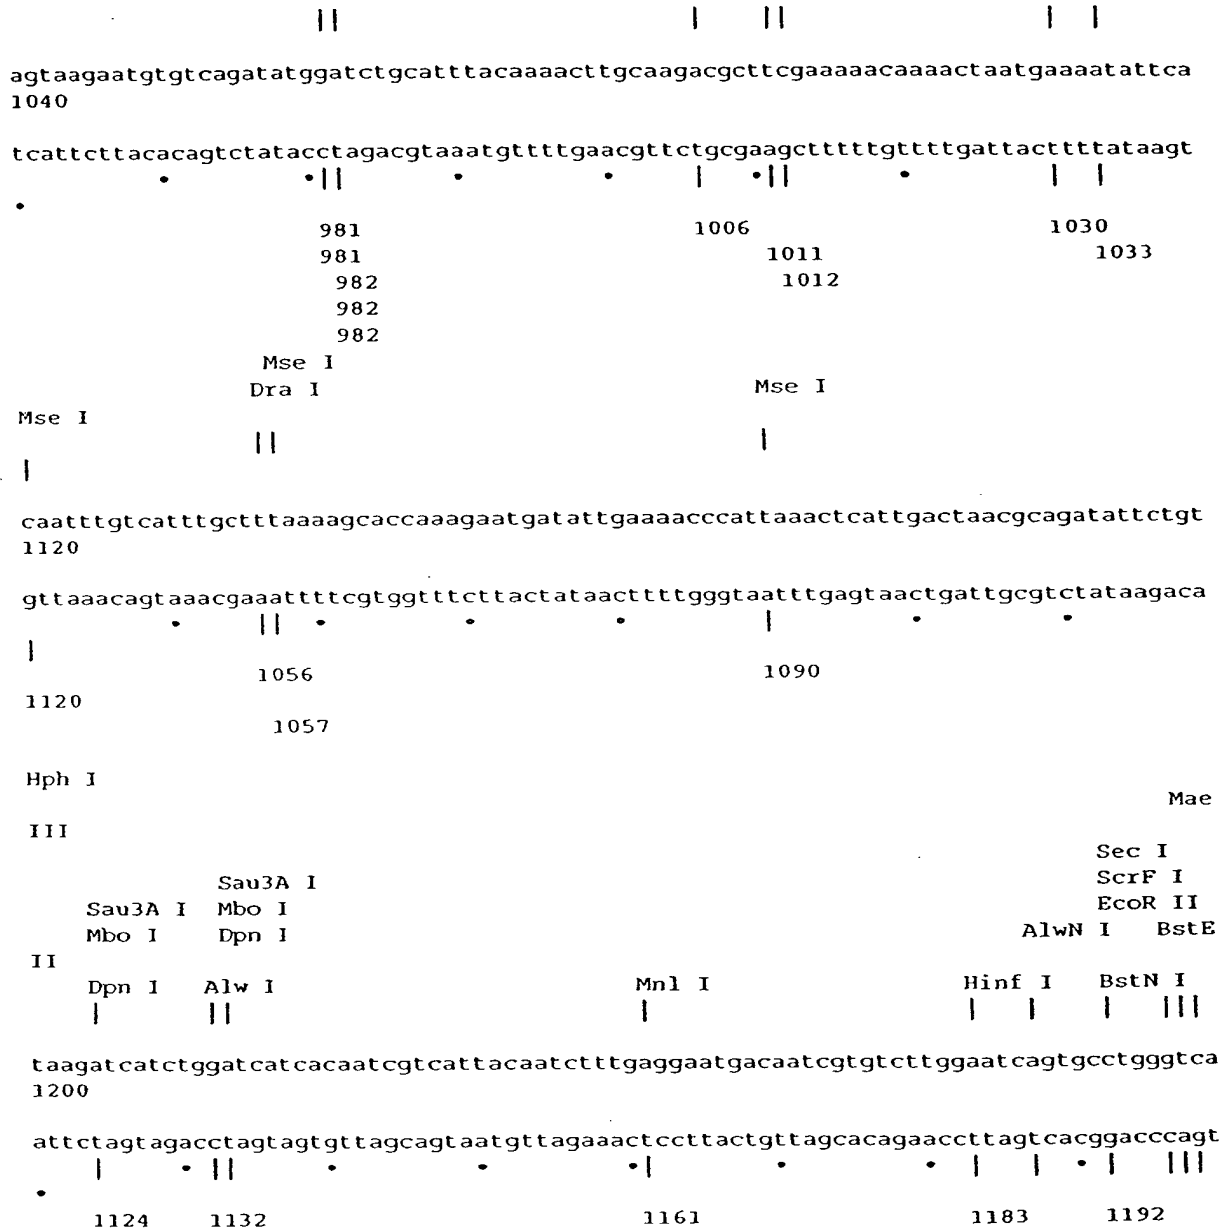 agtaagaatgtgtcagatatggatctgcatttacaaaacttgcaagacgcttcgaaaaacaaaactaatgaaaatattca
1040
tcattcttacacagtctatacctagacgtaaatgttttgaacgttctgcgaagctttttgttttgattacttttataagt
981 1006 1030
981 1011 1033
982 1012
982
982
Mse I
Dra I Mse I
Mse I
caatttgtcatttgctttaaaagcaccaaagaatgatattgaaaacccattaaactcattgactaacgcagatattctgt
1120
gttaaacagtaaacgaaattttcgtggtttcttactataacttttgggtaatttgagtaactgattgcgtctataagaca
1056 1090
1120
1057
Hph I
Mae
III
Sec I
Sau3A I ScrF I
Sau3A I Mbo I EcoR II
Mbo I Dpn I AlwN I BstE
II
Dpn I Alw I Mnl I Hinf I BstN I
taagatcatctggatcatcacaatcgtcattacaatctttgaggaatgacaatcgtgtcttggaatcagtgcctgggtca
1200
attctagtagacctagtagtgttagcagtaatgttagaaactccttactgttagcacagaaccttagtcacggacccagt
1124 1132 1161 1183 1192